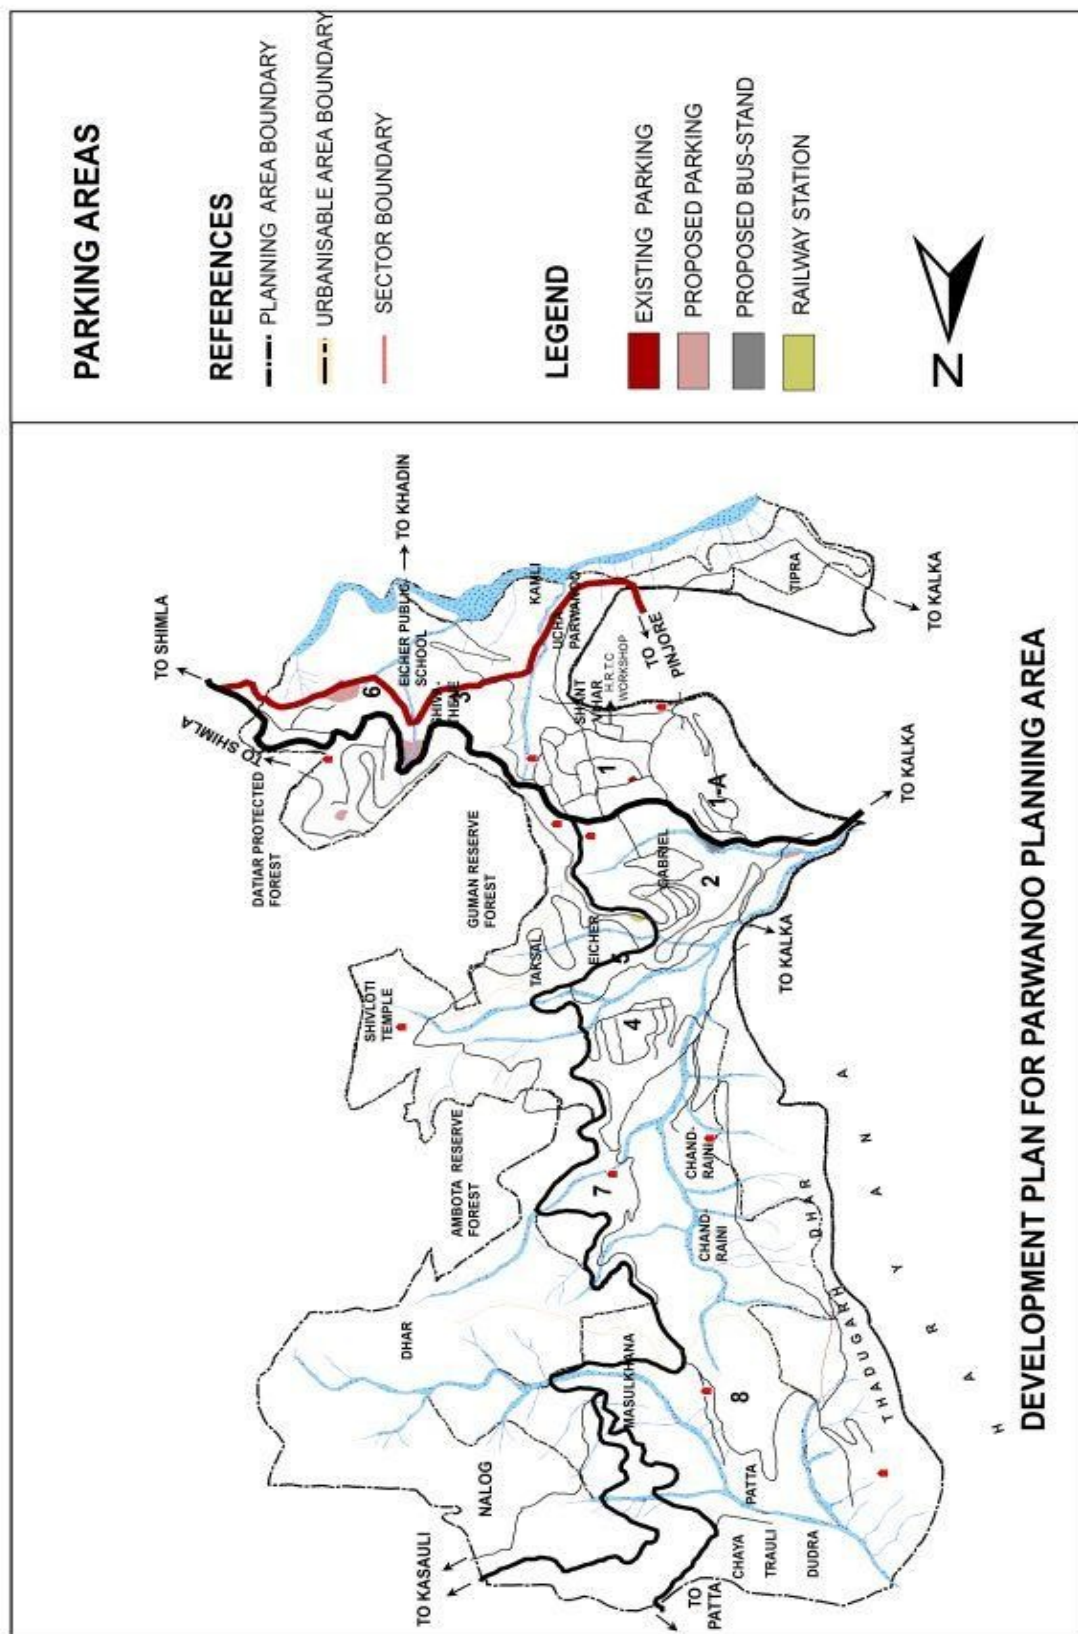 PARKING AREAS
REFERENCES
PLANNING AREA BOUNDARY
URBANISABLE AREA BOUNDARY
SECTOR BOUNDARY
LEGEND
EXISTING PARKING
PROPOSED PARKING
PROPOSED BUS-STAND
RAILWAY STATION
N
TO SHIMLA
TO SHIMLA
TO KHADIN
EICHER PUBLIC
SCHOOL
6
DATIAR PROTECTED
FOREST
3
KAMLI
UCHA
PARWANOO
TO
PINJORE
H.R.T.C
WORKSHOP
SHANT
VIHAR
TIPRA
TO KALKA
1
1-A
TO KALKA
GUMAN RESERVE
FOREST
GABRIEL
2
EICHER
5
TAKSAL
TO KALKA
SHIVLOTI
TEMPLE
4
AMBOTA RESERVE
FOREST
7
CHAND-
RAINI
CHAND-
RAINI
DHAR
MASULKHANA
8
NALOG
TO KASAULI
TO
PATTA
PATTA
CHAYA
TRAULI
DUDRA
THADUGARH DHAR
HARYANA
DEVELOPMENT PLAN FOR PARWANOO PLANNING AREA